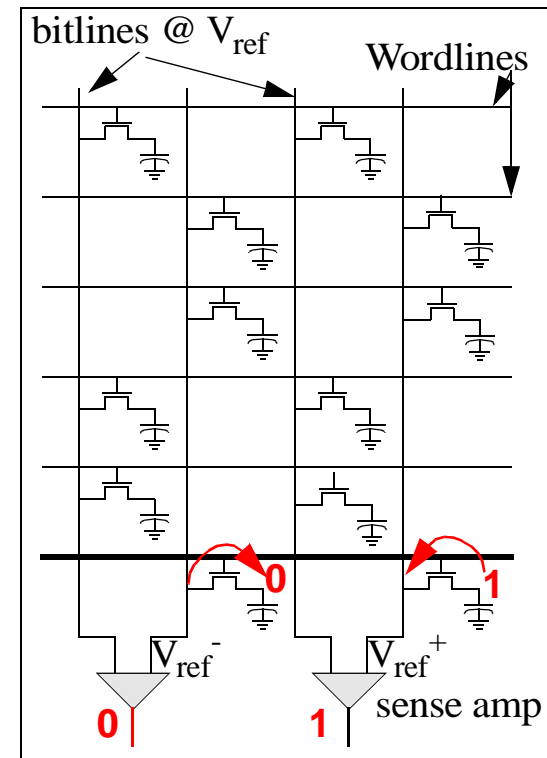 bitlines @ Vref
Wordlines
0
1
Vref-
Vref+
0
1
sense amp